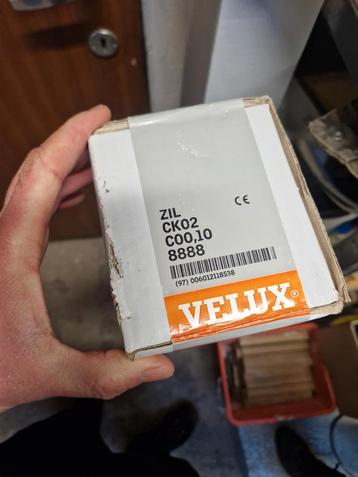 ZIL
CK02
C00,10
8888
CE
(97) 006012118538
VELUX®